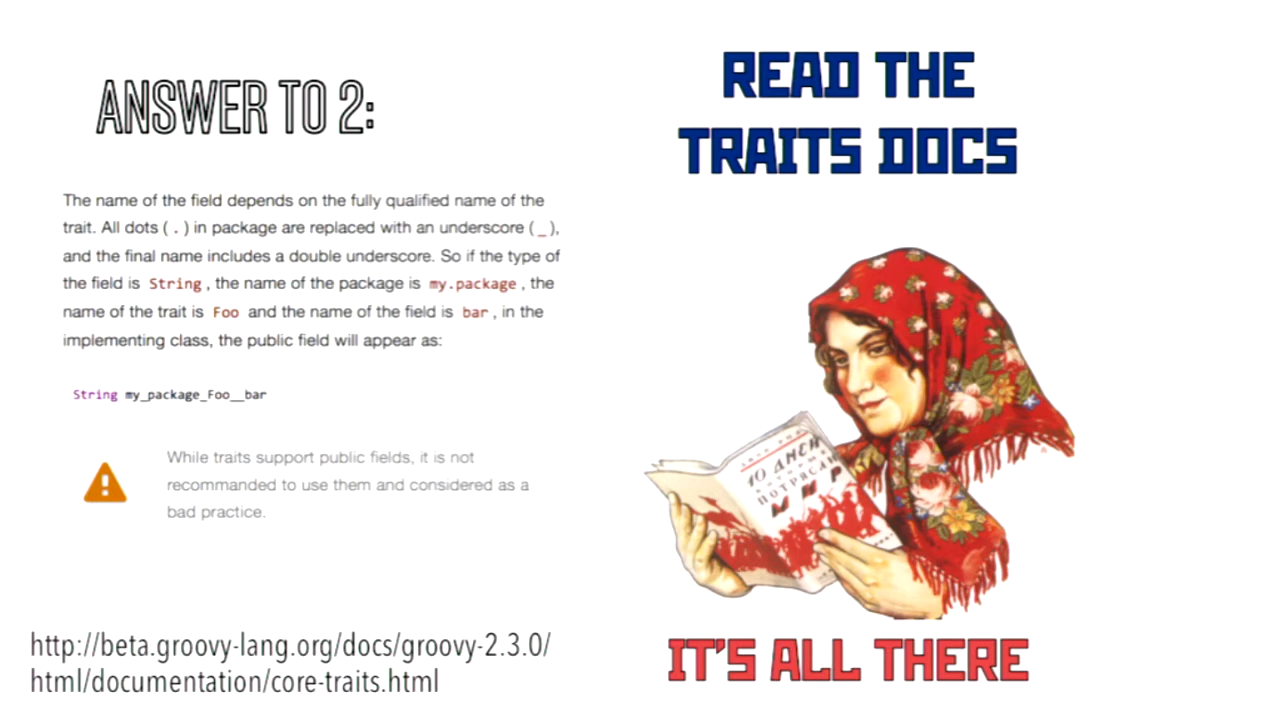 ANSWER TO 2:
The name of the field depends on the fully qualified name of the
trait. All dots ( . ) in package are replaced with an underscore ( _ ),
and the final name includes a double underscore. So if the type of
the field is String , the name of the package is my.package , the
name of the trait is Foo and the name of the field is bar , in the
implementing class, the public field will appear as:
String my_package_Foo__bar
While traits support public fields, it is not
recommanded to use them and considered as a
bad practice.
http://beta.groovy-lang.org/docs/groovy-2.3.0/
html/documentation/core-traits.html
READ THE
TRAITS DOCS
10 ДНЕЙ
ПОТРЯСЛИ
МИР
IT'S ALL THERE